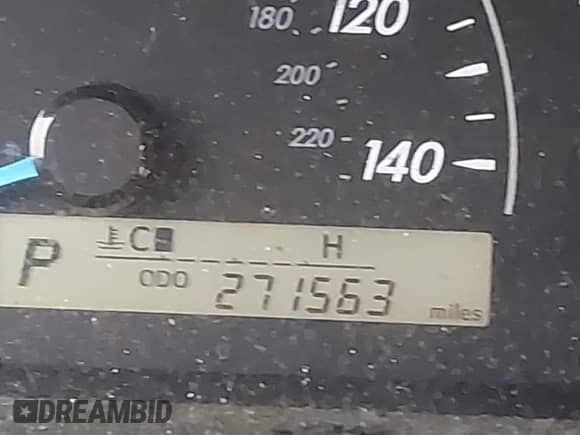 180
120
200
220
140
P
C H
ODO 271563 miles
DREAMBID